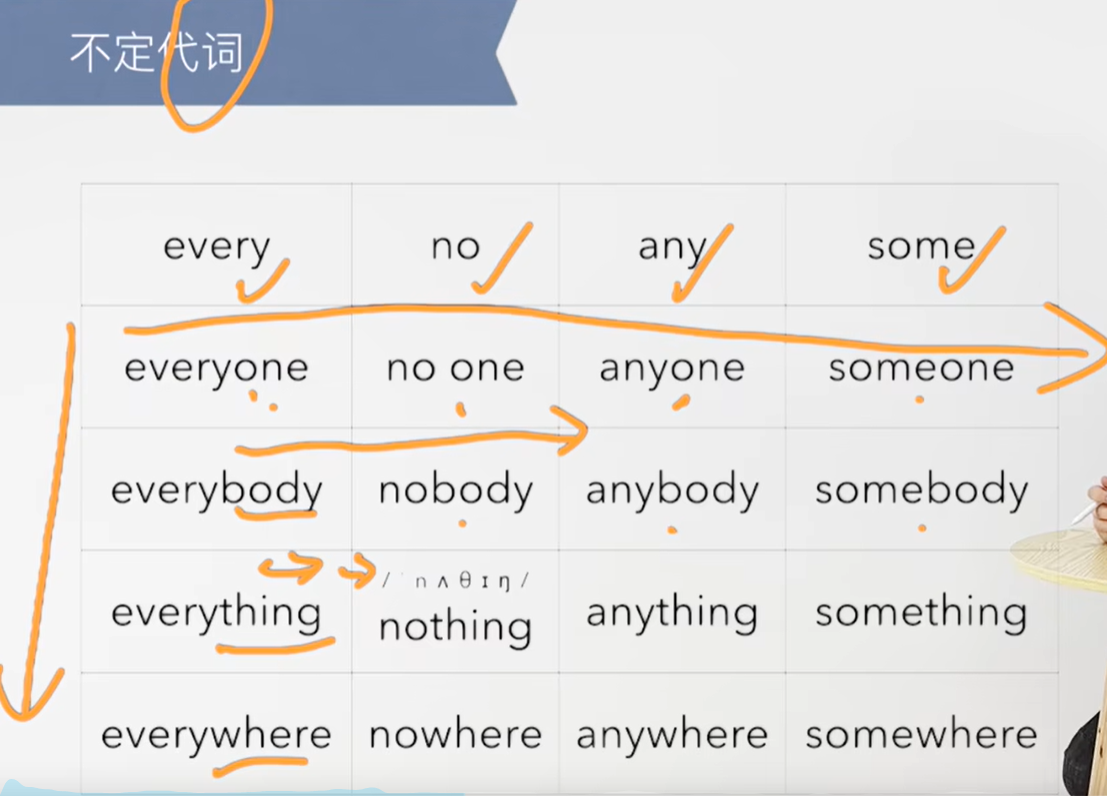 不定代词
every no any some
everyone no one anyone someone
everybody nobody anybody somebody
/ˈnʌθɪŋ/
everything nothing anything something
everywhere nowhere anywhere somewhere